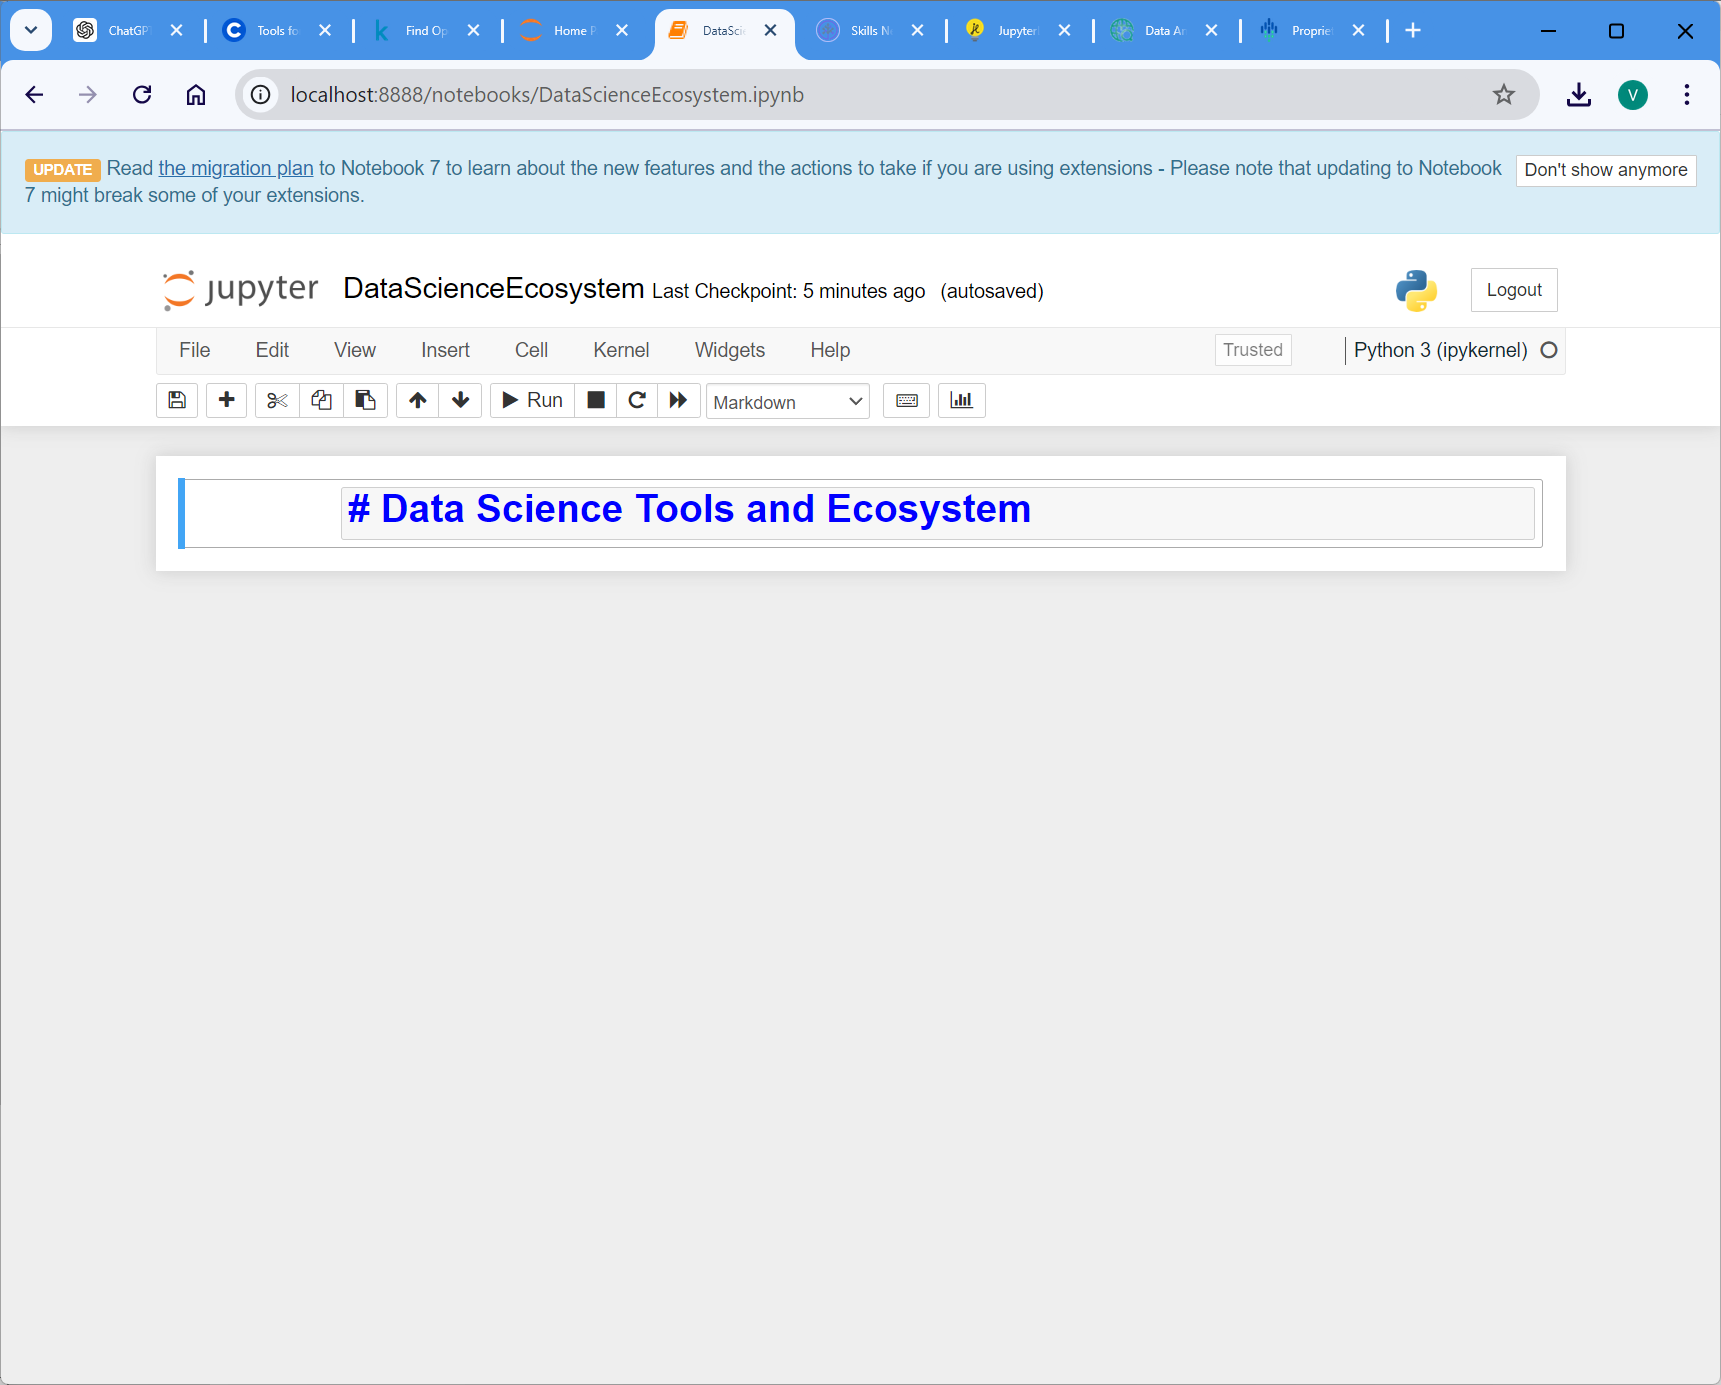 ChatGP
Tools fo
Find Op
Home P
DataSci
Skills N
Jupyter
Data An
Propriet
localhost:8888/notebooks/DataScienceEcosystem.ipynb
V
UPDATE Read the migration plan to Notebook 7 to learn about the new features and the actions to take if you are using extensions - Please note that updating to Notebook
7 might break some of your extensions.
Don't show anymore
jupyter DataScienceEcosystem Last Checkpoint: 5 minutes ago (autosaved)
Logout
File Edit View Insert Cell Kernel Widgets Help
Trusted
Python 3 (ipykernel)
Run
Markdown
# Data Science Tools and Ecosystem